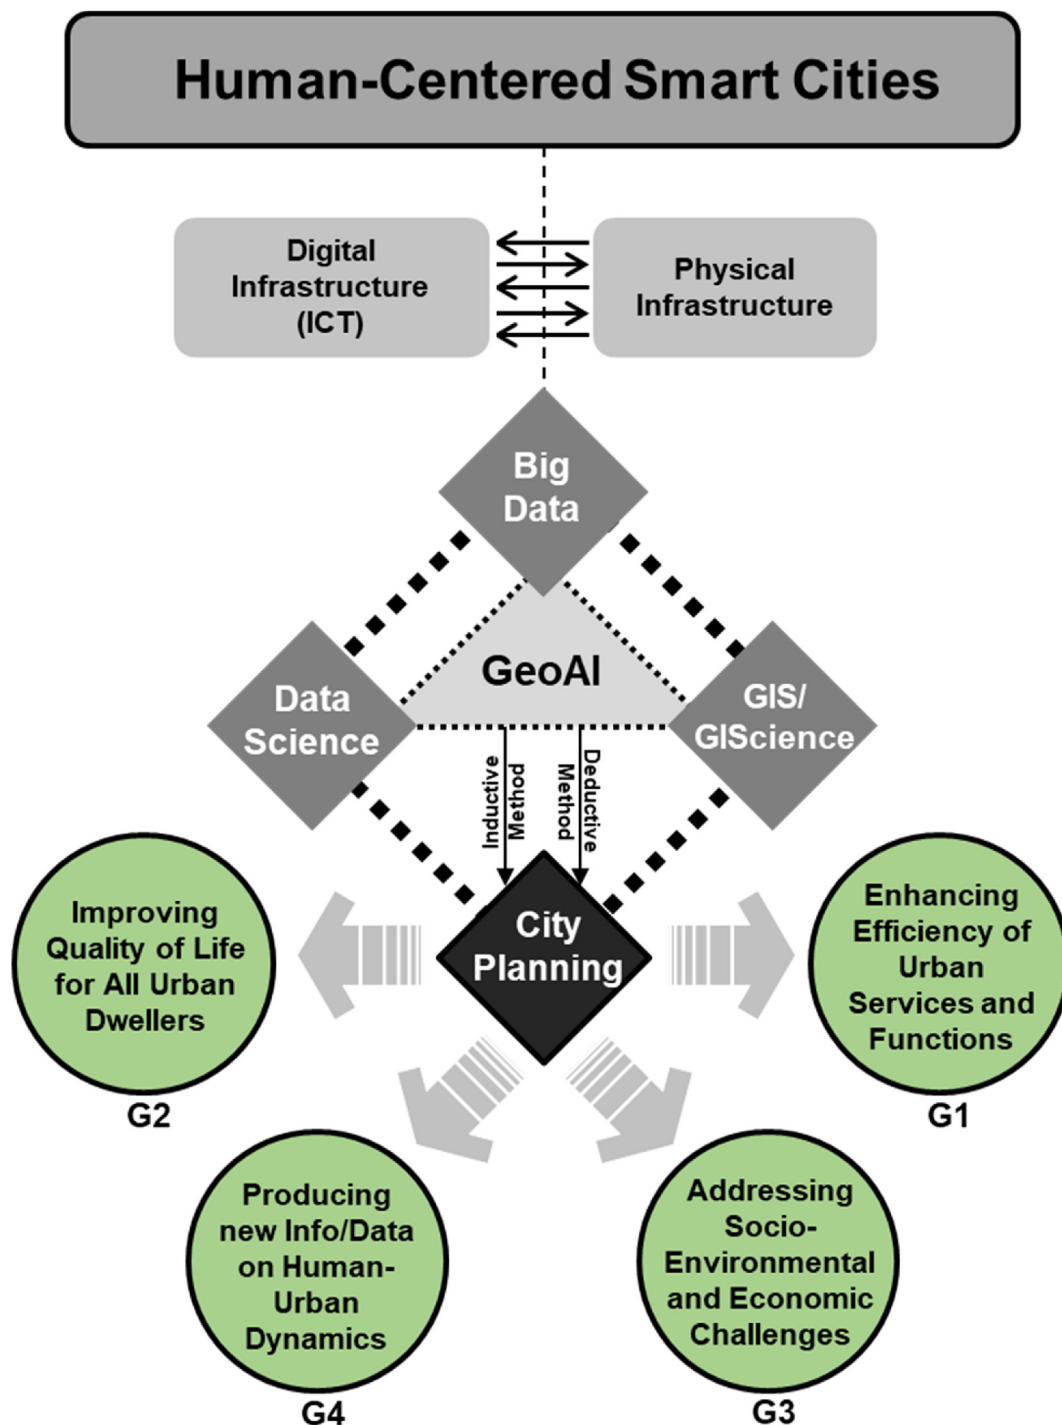 Human-Centered Smart Cities
Digital
Infrastructure
(ICT)
Physical
Infrastructure
Big
Data
GeoAI
Data
Science
GIS/
GIScience
Inductive
Method
Deductive
Method
City
Planning
Improving
Quality of Life
for All Urban
Dwellers
G2
Enhancing
Efficiency of
Urban
Services and
Functions
G1
Producing
new Info/Data
on Human-
Urban
Dynamics
G4
Addressing
Socio-
Environmental
and Economic
Challenges
G3